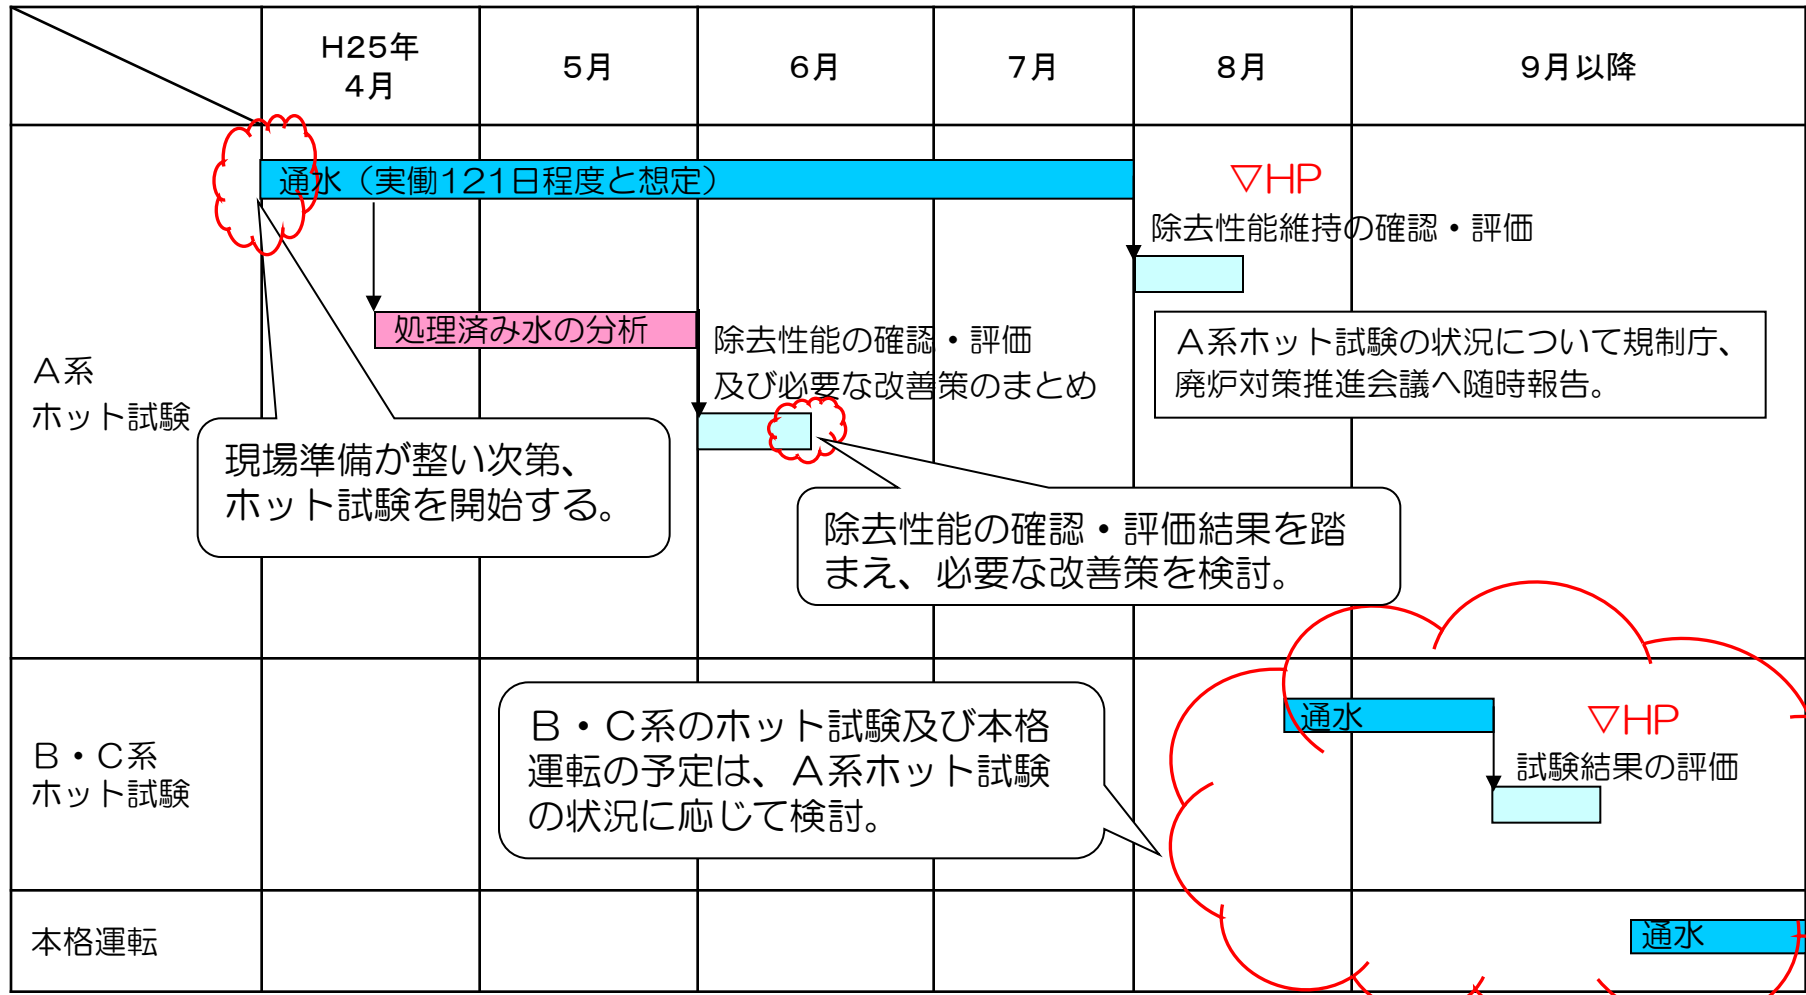 H25年
4月
5月
6月
7月
8月
9月以降
A系
ホット試験
通水（実働121日程度と想定）
▽HP
除去性能維持の確認・評価
処理済み水の分析
除去性能の確認・評価
及び必要な改善策のまとめ
A系ホット試験の状況について規制庁、
廃炉対策推進会議へ随時報告。
現場準備が整い次第、
ホット試験を開始する。
除去性能の確認・評価結果を踏
まえ、必要な改善策を検討。
B・C系
ホット試験
B・C系のホット試験及び本格
運転の予定は、A系ホット試験
の状況に応じて検討。
通水
▽HP
試験結果の評価
本格運転
通水